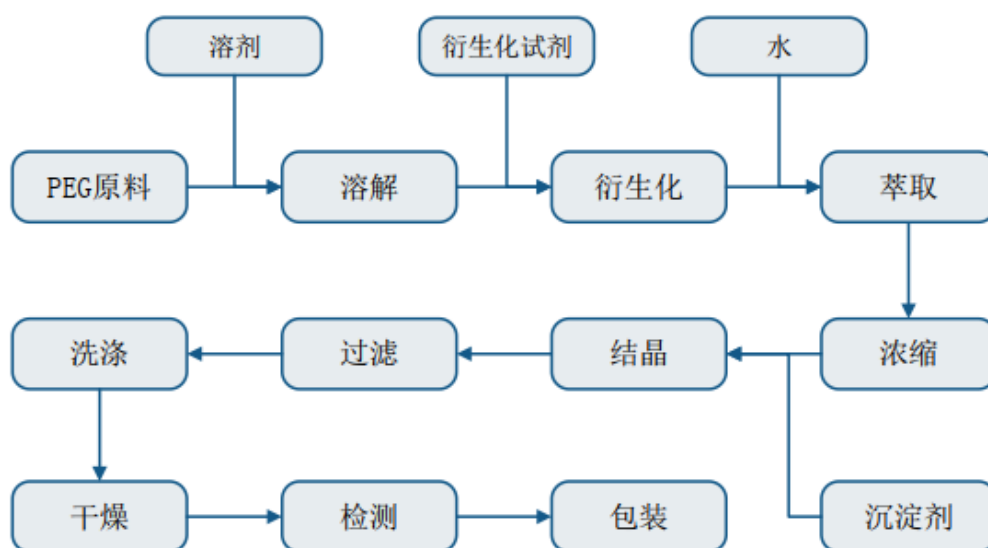 溶剂
衍生化试剂
水
PEG原料
溶解
衍生化
萃取
洗涤
过滤
结晶
浓缩
干燥
检测
包装
沉淀剂